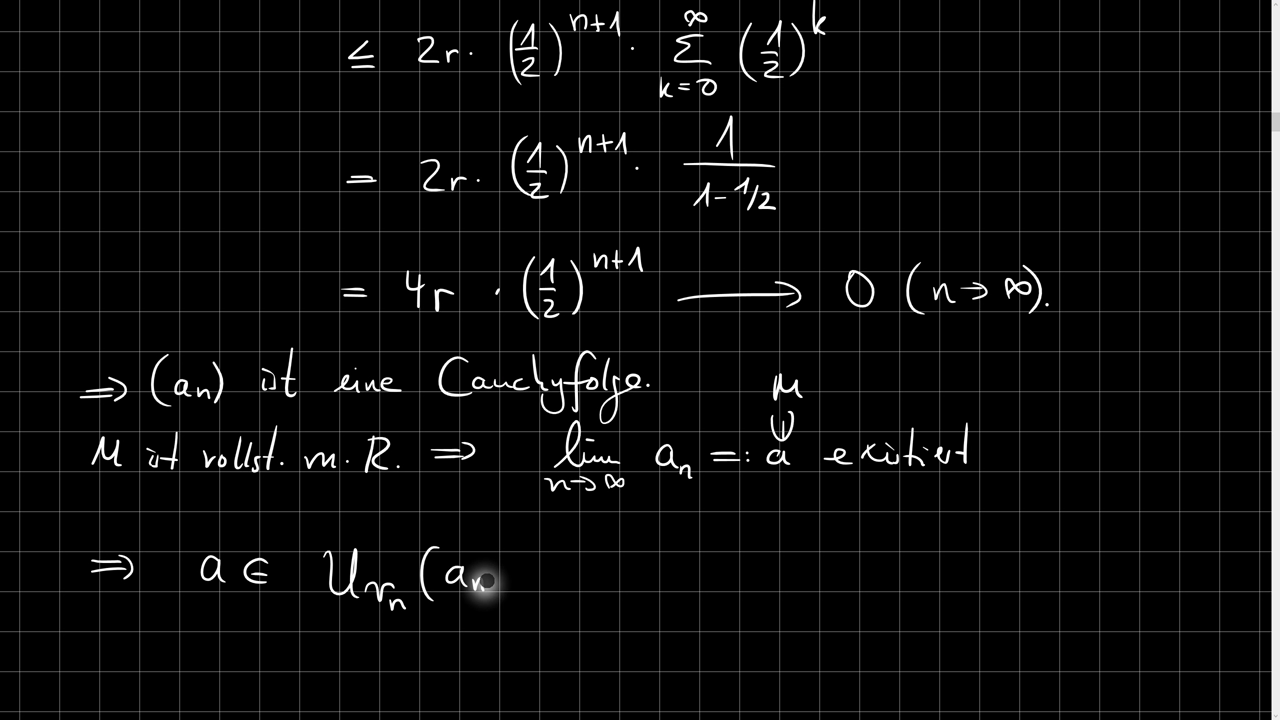 ≤ 2r · (1/2)^{n+1} · ∑_{k=0}^{∞} (1/2)^k
= 2r · (1/2)^{n+1} · 1/(1-1/2)
= 4r · (1/2)^{n+1} ⟶ 0 (n→∞).
⇒ (a_n) ist eine Cauchyfolge.
M
M ist vollst. m. R. ⇒ lim_{n→∞} a_n =: a existiert
⇒ a ∈ U_{r_n}(a_n